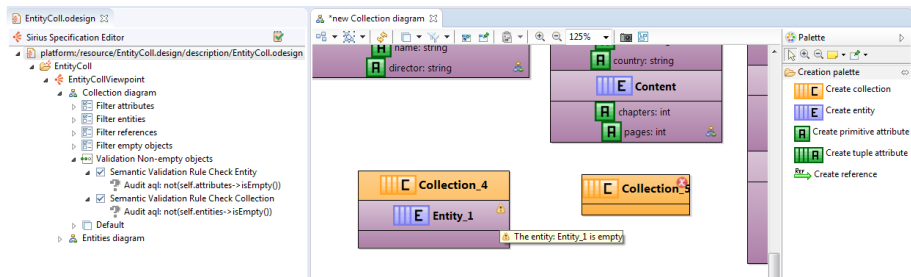 EntityColl.odesign
Sirius Specification Editor
platform:/resource/EntityColl.design/description/EntityColl.odesign
EntityColl
EntityCollViewpoint
Collection diagram
Filter attributes
Filter entities
Filter references
Filter empty objects
Validation Non-empty objects
Semantic Validation Rule Check Entity
Audit aql: not(self.attributes->isEmpty())
Semantic Validation Rule Check Collection
Audit aql: not(self.entities->isEmpty())
Default
Entities diagram
*new Collection diagram
125%
A name: string
A director: string
A country: string
E Content
A chapters: int
A pages: int
C Collection_4
E Entity_1
C Collection_5
The entity: Entity_1 is empty
Palette
Creation palette
C Create collection
E Create entity
A Create primitive attribute
A Create tuple attribute
Ref Create reference